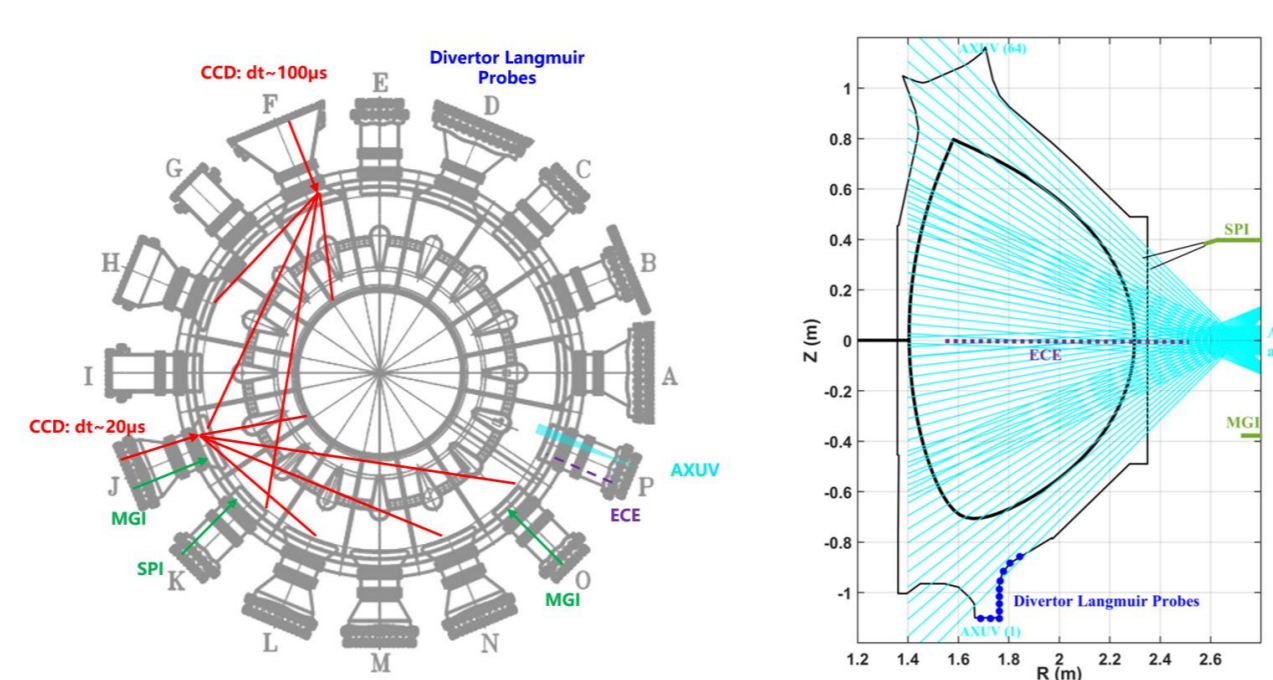 CCD: dt~100μs
Divertor Langmuir
Probes
E
F
D
G
C
H
B
I
A
CCD: dt~20μs
J
P
AXUV
MGI
ECE
SPI
K
O
MGI
L
N
M
AXUV (64)
1
0.8
0.6
0.4
0.2
0
-0.2
-0.4
-0.6
-0.8
-1
Z (m)
SPI
ECE
MGI
Divertor Langmuir Probes
AXUV (1)
1.2 1.4 1.6 1.8 2 2.2 2.4 2.6
R (m)